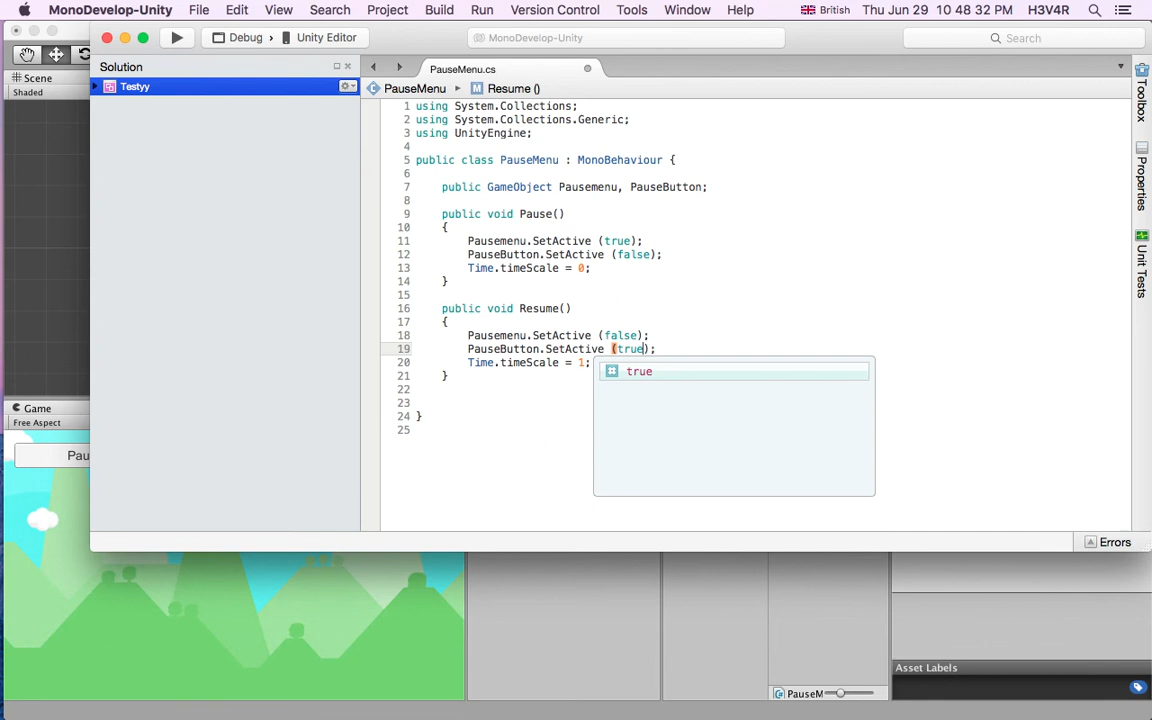 MonoDevelop-Unity File Edit View Search Project Build Run Version Control Tools Window Help British Thu Jun 29 10:48:32 PM H3V4R
Debug > Unity Editor MonoDevelop-Unity Search
Solution
Testyy
Scene
Shaded
Game
Free Aspect
Pau
PauseMenu.cs
PauseMenu Resume ()
1 using System.Collections;
2 using System.Collections.Generic;
3 using UnityEngine;
4
5 public class PauseMenu : MonoBehaviour {
6
7 public GameObject Pausemenu, PauseButton;
8
9 public void Pause()
10 {
11 Pausemenu.SetActive (true);
12 PauseButton.SetActive (false);
13 Time.timeScale = 0;
14 }
15
16 public void Resume()
17 {
18 Pausemenu.SetActive (false);
19 PauseButton.SetActive (true);
20 Time.timeScale = 1;
21 }
22
23
24 }
25
true
Toolbox
Properties
Unit Tests
Errors
Asset Labels
PauseM